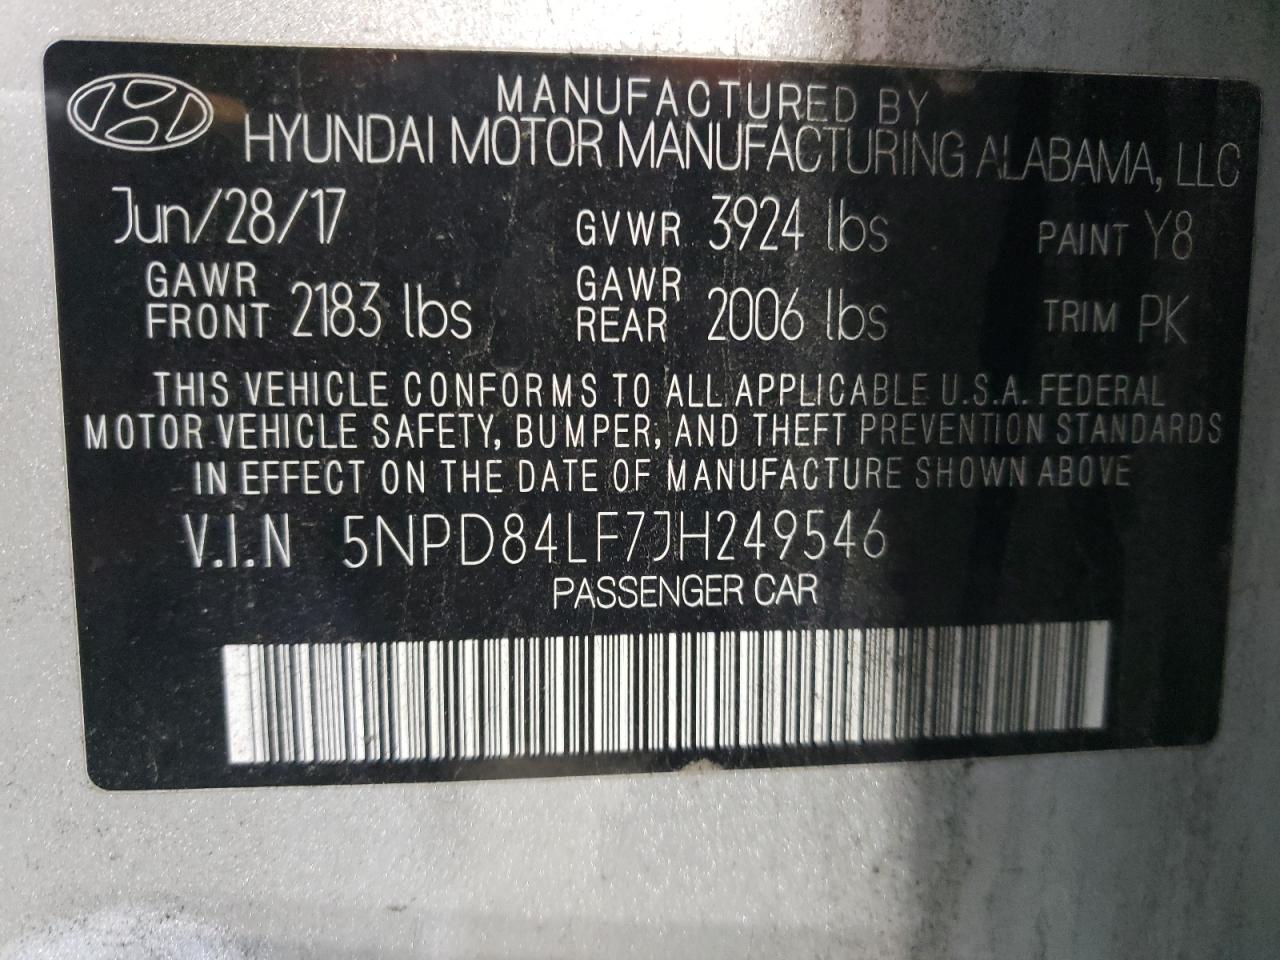 MANUFACTURED BY
HYUNDAI MOTOR MANUFACTURING ALABAMA, LLC
Jun/28/17 GVWR 3924 lbs PAINT Y8
GAWR FRONT 2183 lbs GAWR REAR 2006 lbs TRIM PK
THIS VEHICLE CONFORMS TO ALL APPLICABLE U.S.A. FEDERAL
MOTOR VEHICLE SAFETY, BUMPER, AND THEFT PREVENTION STANDARDS
IN EFFECT ON THE DATE OF MANUFACTURE SHOWN ABOVE
V.I.N 5NPD84LF7JH249546
PASSENGER CAR